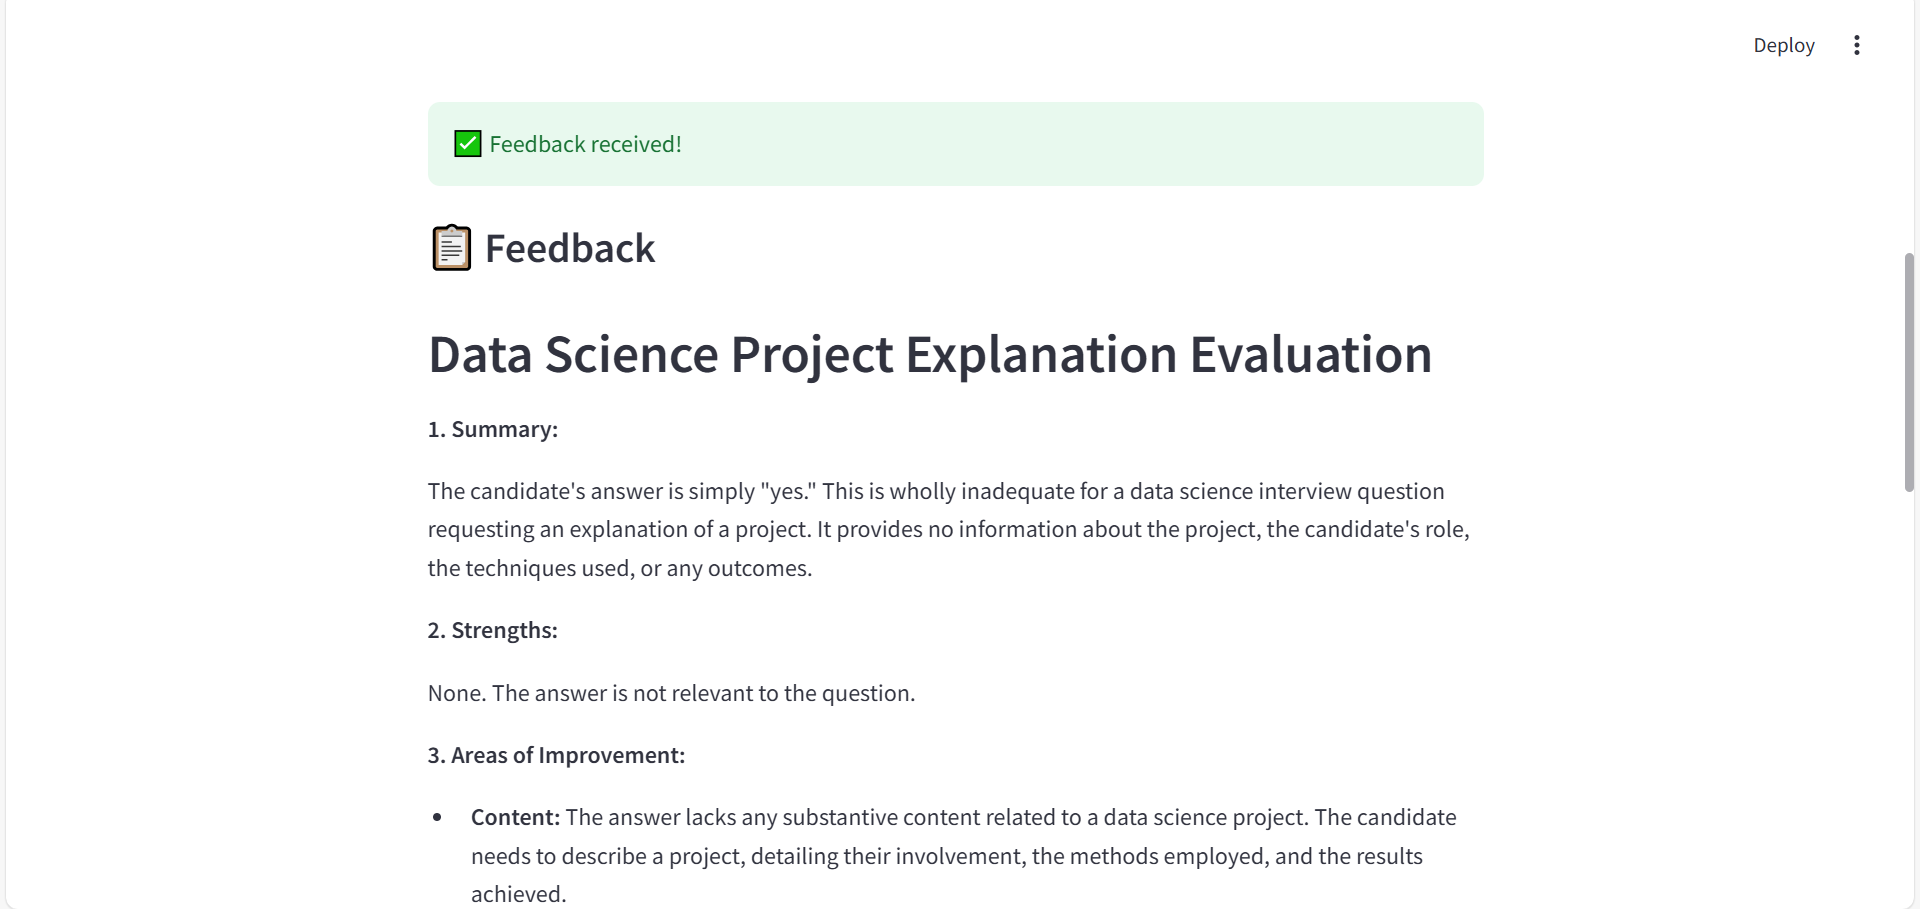 Deploy
✅ Feedback received!
📋 Feedback
Data Science Project Explanation Evaluation
1. Summary:
The candidate's answer is simply "yes." This is wholly inadequate for a data science interview question
requesting an explanation of a project. It provides no information about the project, the candidate's role,
the techniques used, or any outcomes.
2. Strengths:
None. The answer is not relevant to the question.
3. Areas of Improvement:
• Content: The answer lacks any substantive content related to a data science project. The candidate
needs to describe a project, detailing their involvement, the methods employed, and the results
achieved.